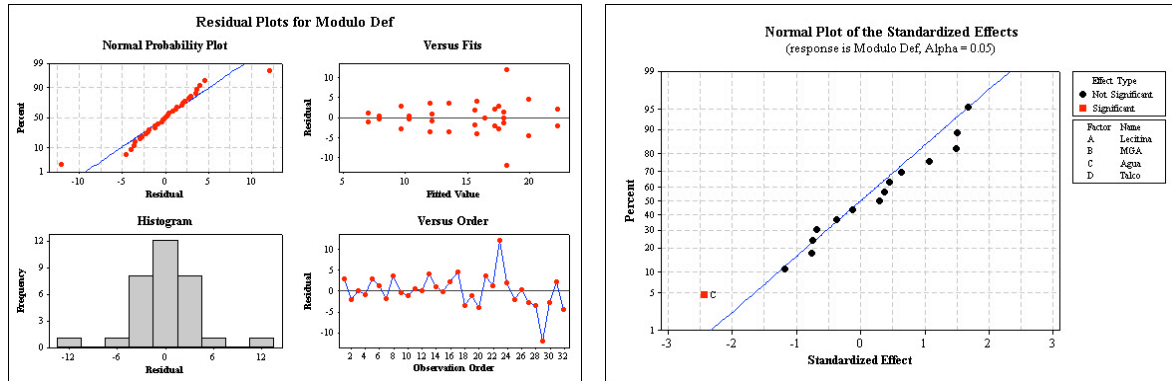 Residual Plots for Modulo Def
Normal Probability Plot
99
90
50
10
1
Percent
-10
-5
0
5
10
Residual
Versus Fits
10
5
0
-5
-10
Residual
5
10
15
20
Fitted Value
Histogram
12
9
6
3
0
Frequency
-12
-6
0
6
12
Residual
Versus Order
10
5
0
-5
-10
Residual
2 4 6 8 10 12 14 16 18 20 22 24 26 28 30 32
Observation Order
Normal Plot of the Standardized Effects
(response is Modulo Def, Alpha = 0.05)
99
95
90
80
70
60
50
40
30
20
10
5
1
Percent
C
-3
-2
-1
0
1
2
3
Standardized Effect
Effect Type
Not Significant
Significant
Factor Name
A Lecitina
B MGA
C Agua
D Talco